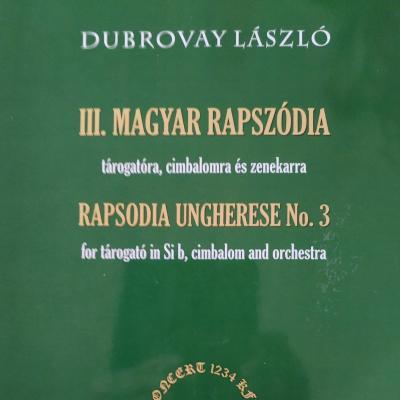 DUBROVAY LÁSZLÓ
III. MAGYAR RAPSZÓDIA
tárogatóra, cimbalomra és zenekarra
RAPSODIA UNGHERESE No. 3
for tárogató in Si b, cimbalom and orchestra
1234